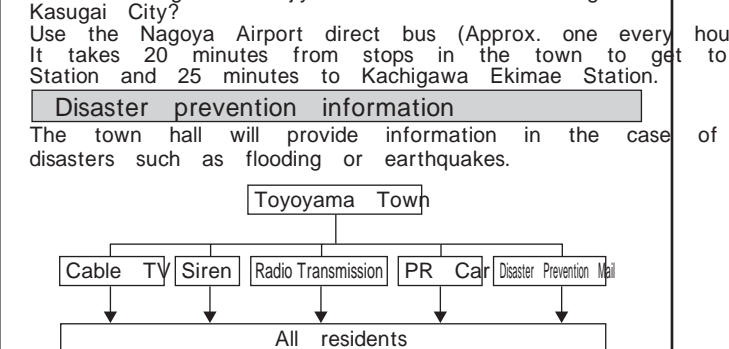 Kasugai City?
Use the Nagoya Airport direct bus (Approx. one every hou
It takes 20 minutes from stops in the town to get to
Station and 25 minutes to Kachigawa Ekimae Station.
Disaster prevention information
The town hall will provide information in the case of
disasters such as flooding or earthquakes.
Toyoyama Town
Cable TV Siren Radio Transmission PR Car Disaster Prevention Mail
All residents